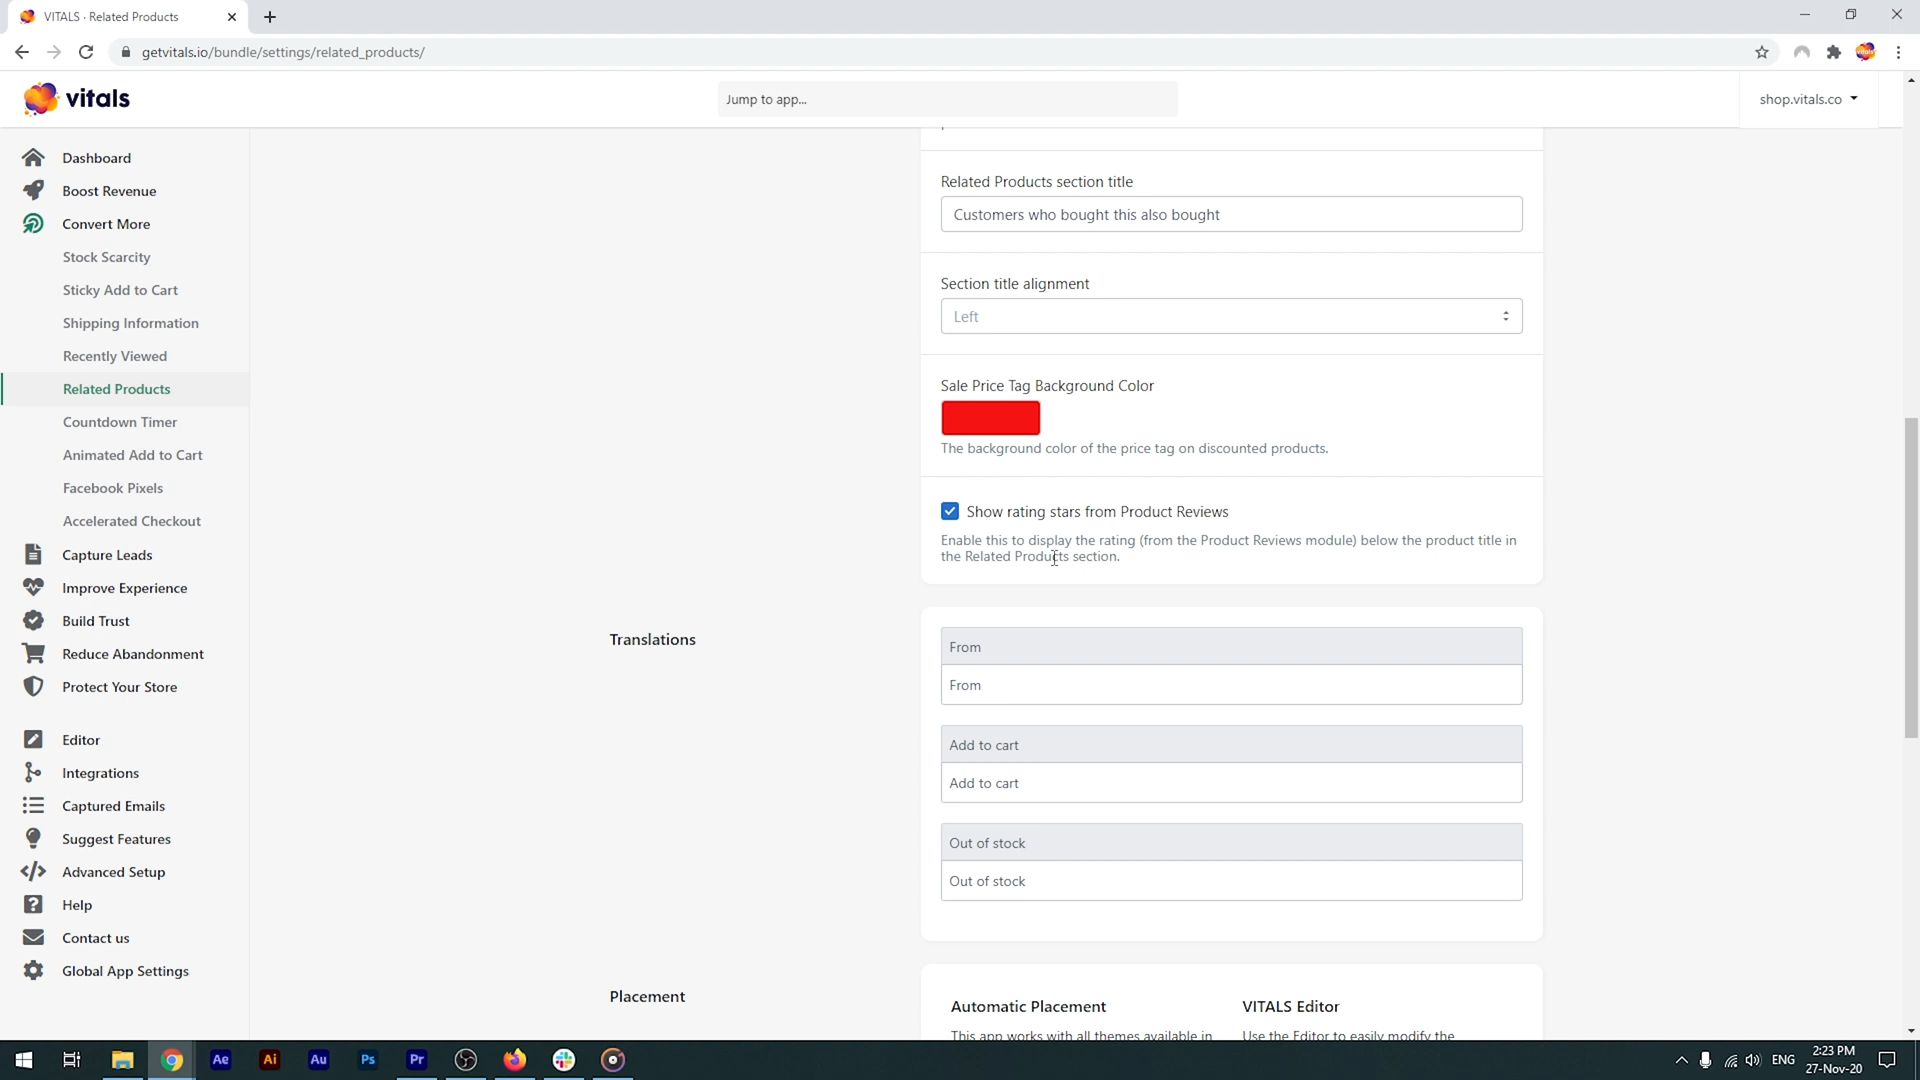 VITALS · Related Products
getvitals.io/bundle/settings/related_products/
vitals
Jump to app...
shop.vitals.co
Dashboard
Boost Revenue
Convert More
Stock Scarcity
Sticky Add to Cart
Shipping Information
Recently Viewed
Related Products
Countdown Timer
Animated Add to Cart
Facebook Pixels
Accelerated Checkout
Capture Leads
Improve Experience
Build Trust
Reduce Abandonment
Protect Your Store
Editor
Integrations
Captured Emails
Suggest Features
Advanced Setup
Help
Contact us
Global App Settings
Related Products section title
Customers who bought this also bought
Section title alignment
Left
Sale Price Tag Background Color
The background color of the price tag on discounted products.
Show rating stars from Product Reviews
Enable this to display the rating (from the Product Reviews module) below the product title in
the Related Products section.
Translations
From
From
Add to cart
Add to cart
Out of stock
Out of stock
Placement
Automatic Placement
This app works with all themes available in
VITALS Editor
Use the Editor to easily modify the
Ae
Ai
Au
Ps
Pr
ENG
2:23 PM
27-Nov-20